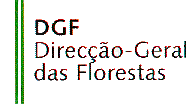 DGF
Direcção-Geral
das Florestas